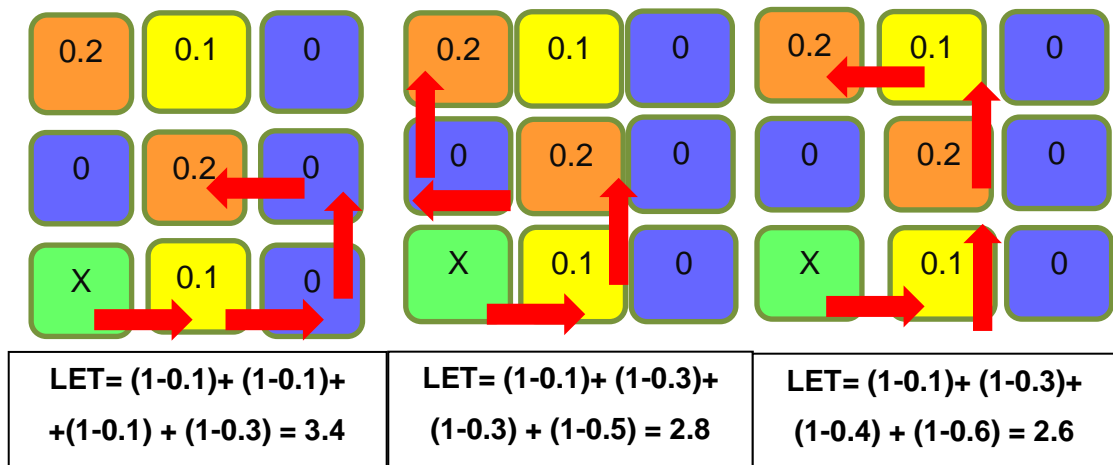 0.2 0.1 0
0 0.2 0
X 0.1 0
LET= (1-0.1)+ (1-0.1)+
+(1-0.1) + (1-0.3) = 3.4
0.2 0.1 0
0 0.2 0
X 0.1 0
LET= (1-0.1)+ (1-0.3)+
(1-0.3) + (1-0.5) = 2.8
0.2 0.1 0
0 0.2 0
X 0.1 0
LET= (1-0.1)+ (1-0.3)+
(1-0.4) + (1-0.6) = 2.6